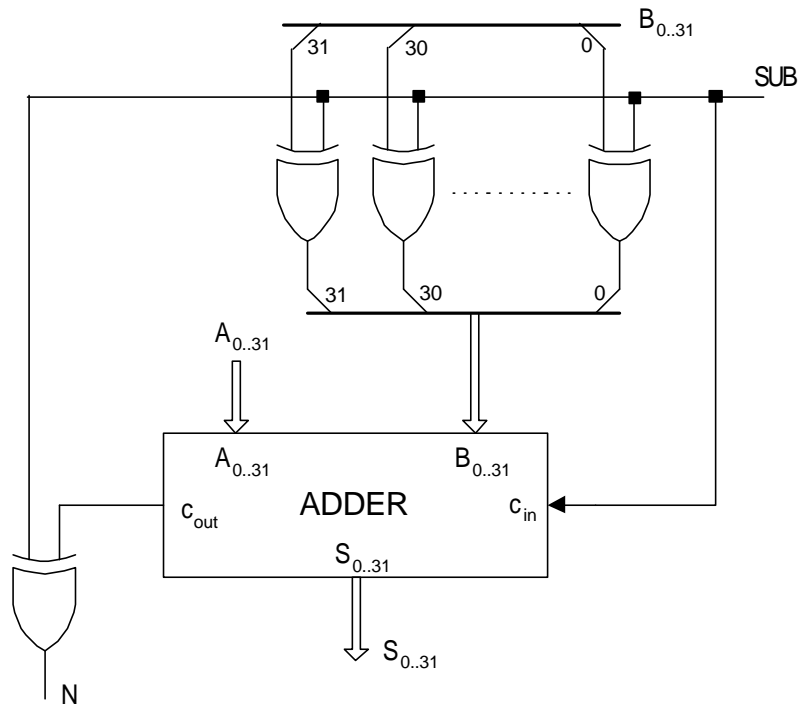 B0..31
31 30 0
SUB
31 30 0
A0..31
A0..31 B0..31
cout ADDER cin
S0..31
S0..31
N